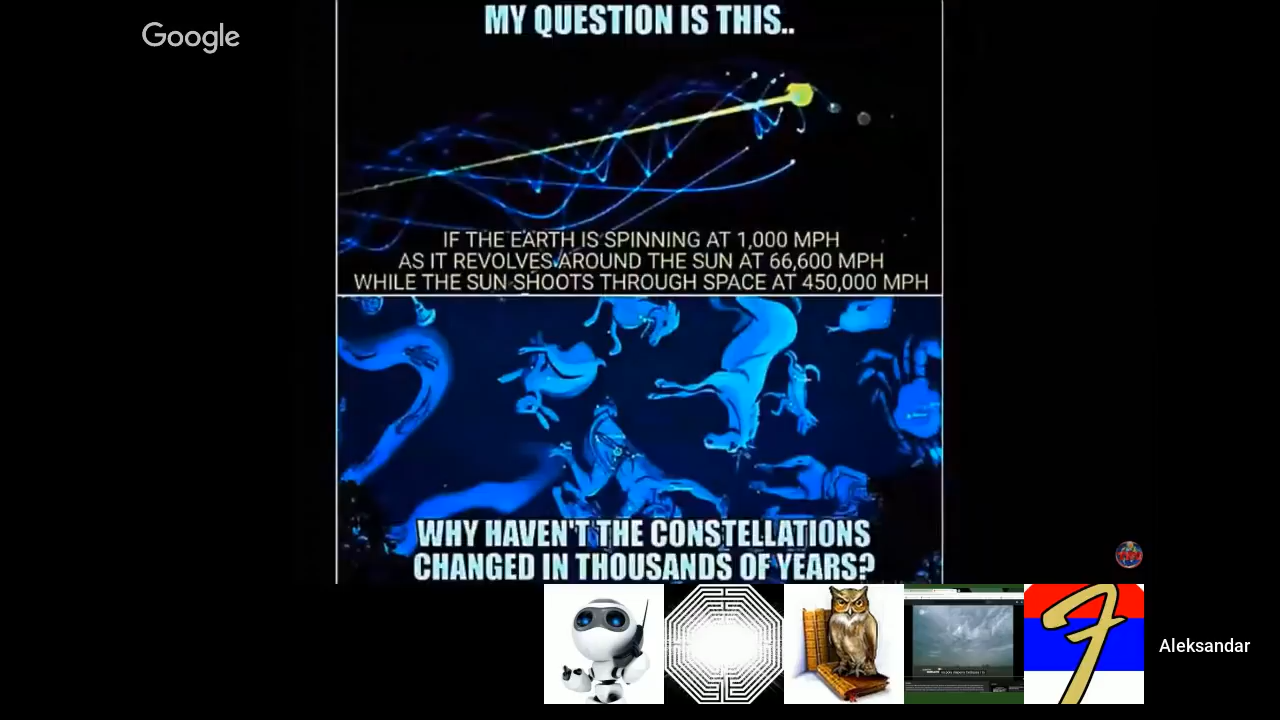 Google
MY QUESTION IS THIS..
IF THE EARTH IS SPINNING AT 1,000 MPH
AS IT REVOLVES AROUND THE SUN AT 66,600 MPH
WHILE THE SUN SHOOTS THROUGH SPACE AT 450,000 MPH
WHY HAVEN'T THE CONSTELLATIONS
CHANGED IN THOUSANDS OF YEARS?
Aleksandar